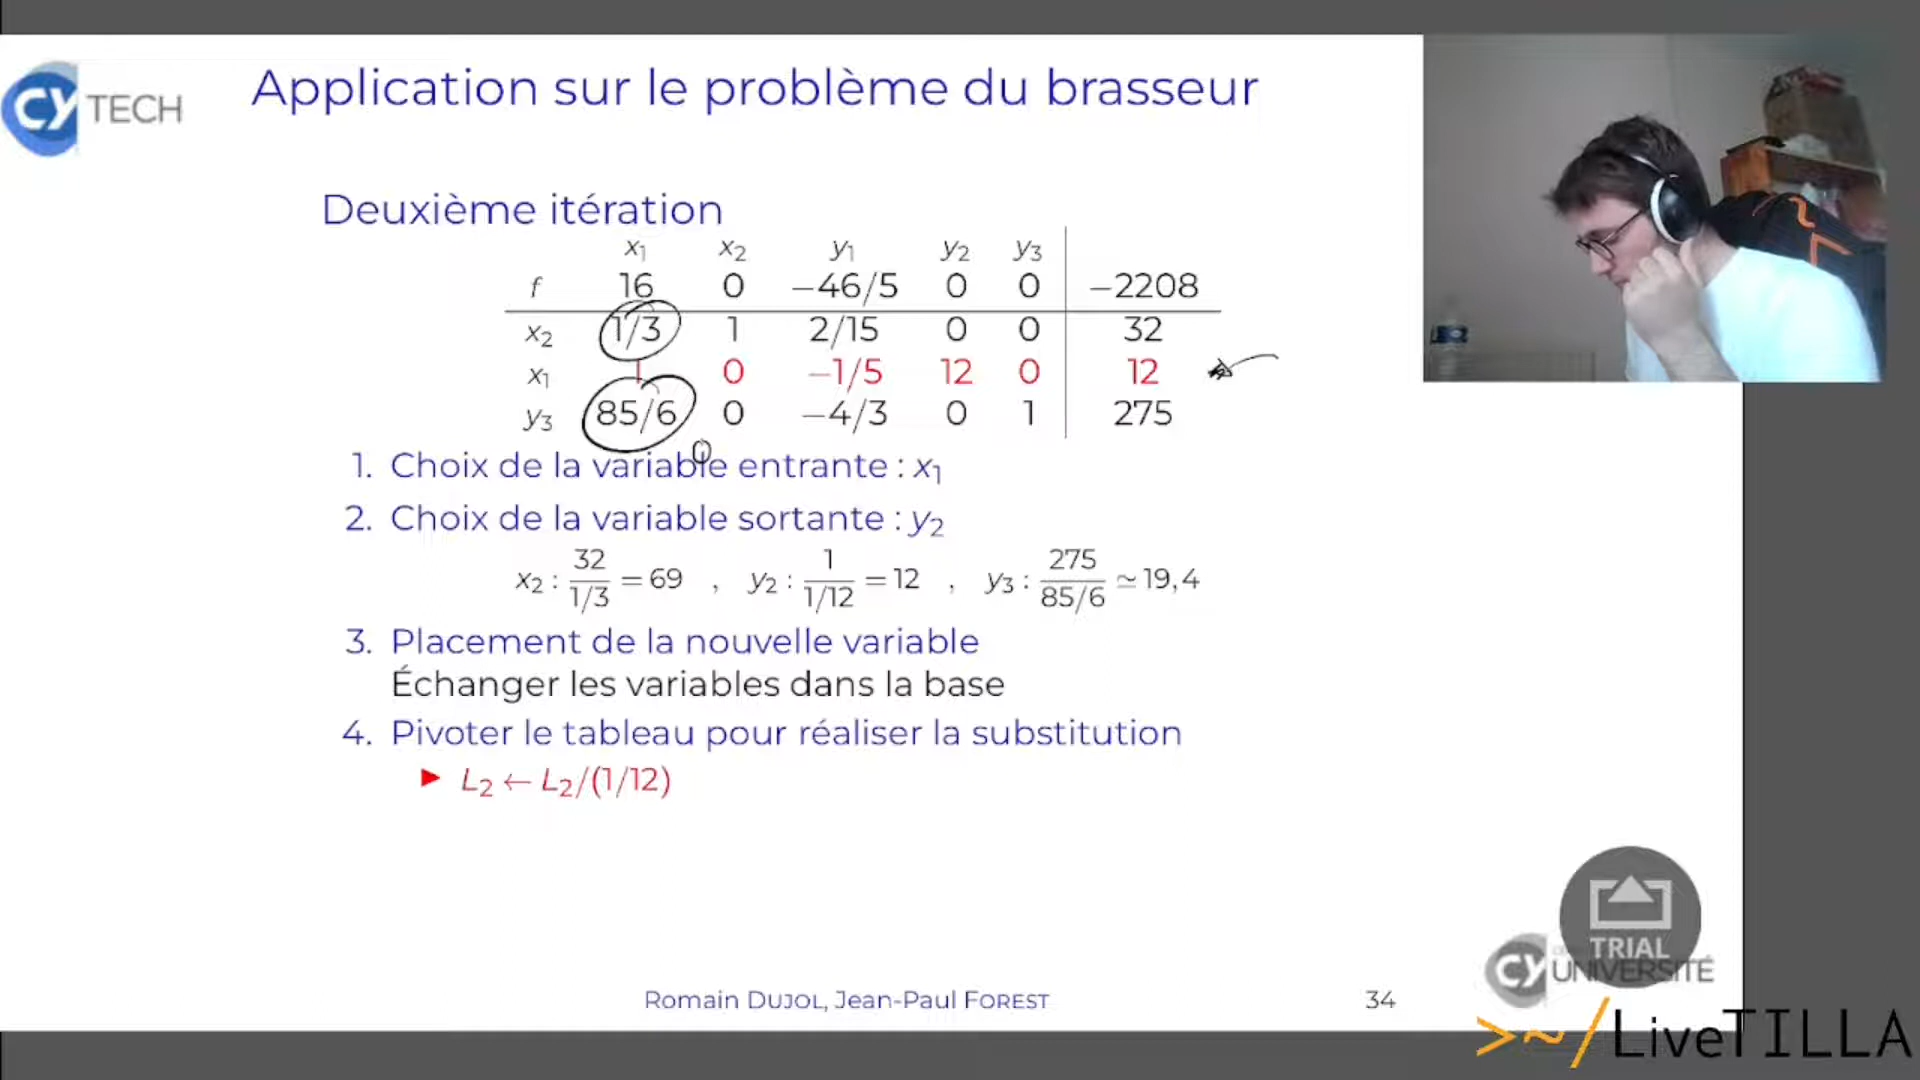 CY TECH
Application sur le problème du brasseur
Deuxième itération
x₁ x₂ y₁ y₂ y₃
f 16 0 −46/5 0 0 −2208
x₂ 1/3 1 2/15 0 0 32
x₁ 1 0 −1/5 12 0 12
y₃ 85/6 0 −4/3 0 1 275
0
1. Choix de la variable entrante : x₁
2. Choix de la variable sortante : y₂
x₂ : 32/(1/3) = 69 , y₂ : 1/(1/12) = 12 , y₃ : 275/(85/6) ≃ 19,4
3. Placement de la nouvelle variable
Échanger les variables dans la base
4. Pivoter le tableau pour réaliser la substitution
► L₂ ← L₂/(1/12)
TRIAL
CY UNIVERSITÉ
Romain DUJOL, Jean-Paul FOREST 34
>~/LiveTILLA